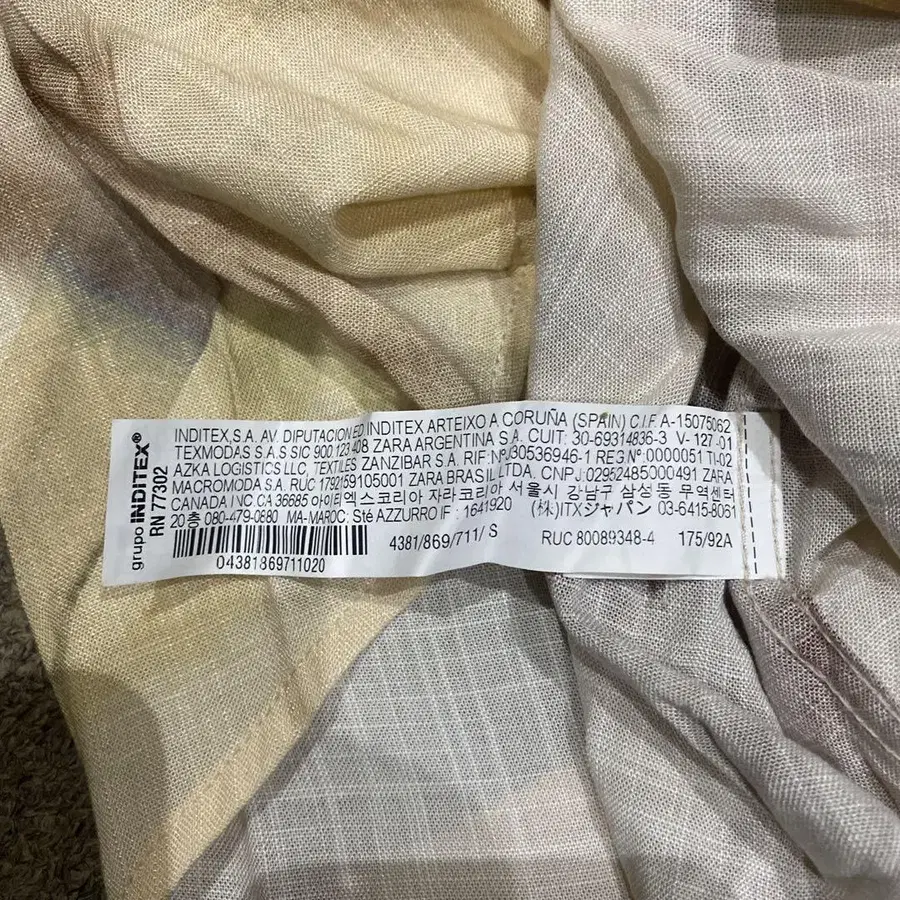 grupo INDITEX®
RN 77302
INDITEX,S.A. AV. DIPUTACION ED INDITEX ARTEIXO A CORUÑA (SPAIN) C.I.F. A-15075062
TEXMODAS S.A.S SIC 900.123.408 ZARA ARGENTINA S.A. CUIT: 30-69314836-3 V-127-01
AZKA LOGISTICS LLC, TEXTILES ZANZIBAR S.A. RIF: Nº J30536946-1 REG Nº:0000051 TI-02
MACROMODA S.A. RUC 1792159105001 ZARA BRASIL LTDA, CNPJ.:02952485000491 ZARA
CANADA INC. CA 36685 아이티엑스코리아 자라코리아 서울시 강남구 삼성동 무역센터
20층 080-479-0880 MA-MAROC: Sté AZZURRO IF : 1641920 (株)ITXジャパン 03-6415-8061
4381/869/711/ S RUC 80089348-4 175/92A
04381869711020